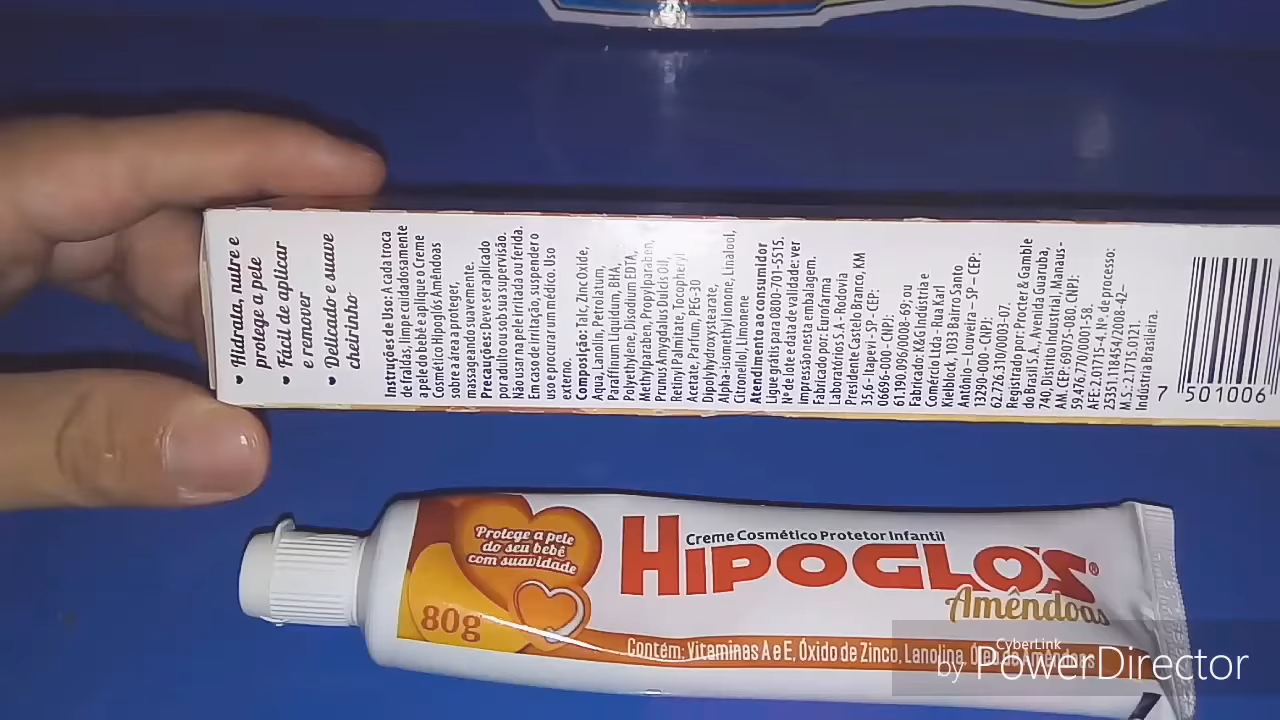 • Hidrata, nutre e
protege a pele
• Fácil de aplicar
e remover
• Delicado e suave
cheirinho
Instruções de Uso: A cada troca
de fraldas, limpe cuidadosamente
a pele do bebê e aplique o Creme
Cosmético Hipoglós Amêndoas
sobre a área a proteger,
massageando suavemente.
Precauções: Deve ser aplicado
por adulto ou sob sua supervisão.
Não usar na pele irritada ou ferida.
Em caso de irritação, suspender o
uso e procurar um médico. Uso
externo.
Composição: Talc, Zinc Oxide,
Aqua, Lanolin, Petrolatum,
Paraffinum Liquidum, BHA,
Polyethylene, Disodium EDTA,
Methylparaben, Propylparaben,
Prunus Amygdalus Dulcis Oil,
Retinyl Palmitate, Tocopheryl
Acetate, Parfum, PEG-30
Dipolyhydroxystearate,
Alpha-isomethyl Ionone, Linalool,
Citronellol, Limonene
Atendimento ao consumidor
Ligue grátis para 0800-701-5515.
Nº de lote e data de validade: ver
impressão nesta embalagem.
Fabricado por: Eurofarma
Laboratórios S.A - Rodovia
Presidente Castelo Branco, KM
35,6 - Itapevi - SP - CEP:
06696-000 - CNPJ:
61.190.096/0008-69; ou
Fabricado: K&G Indústria e
Comércio Ltda - Rua Karl
Kielblock, 1033 Bairro Santo
Antônio - Louveira - SP - CEP:
13290-000 - CNPJ:
62.726.310/0003-07.
Registrado por: Procter & Gamble
do Brasil S.A, Avenida Guaruba,
740, Distrito Industrial, Manaus-
AM. CEP: 69075-080, CNPJ:
59.476.770/0001-58.
AFE: 2.01715-4. Nº de processo:
25351.118454/2008-42-
M.S: 2.1715.0121.
Indústria Brasileira.
7 501006
Protege a pele
do seu bebê
com suavidade
80g
Creme Cosmético Protetor Infantil
HIPOGLÓS®
Amêndoas
Contém: Vitaminas A e E, Óxido de Zinco, Lanolina, Óleo de Amêndoas
CyberLink
by PowerDirector